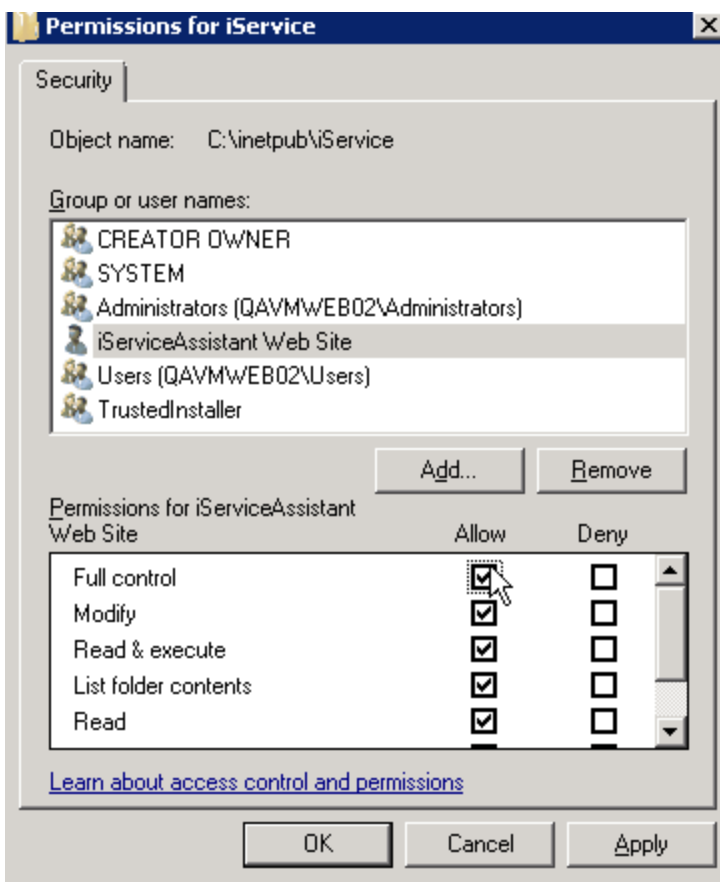 Permissions for iService
Security
Object name: C:\inetpub\iService
Group or user names:
CREATOR OWNER
SYSTEM
Administrators (QAVMWEB02\Administrators)
iServiceAssistant Web Site
Users (QAVMWEB02\Users)
TrustedInstaller
Add... Remove
Permissions for iServiceAssistant
Web Site Allow Deny
Full control
Modify
Read & execute
List folder contents
Read
Learn about access control and permissions
OK Cancel Apply